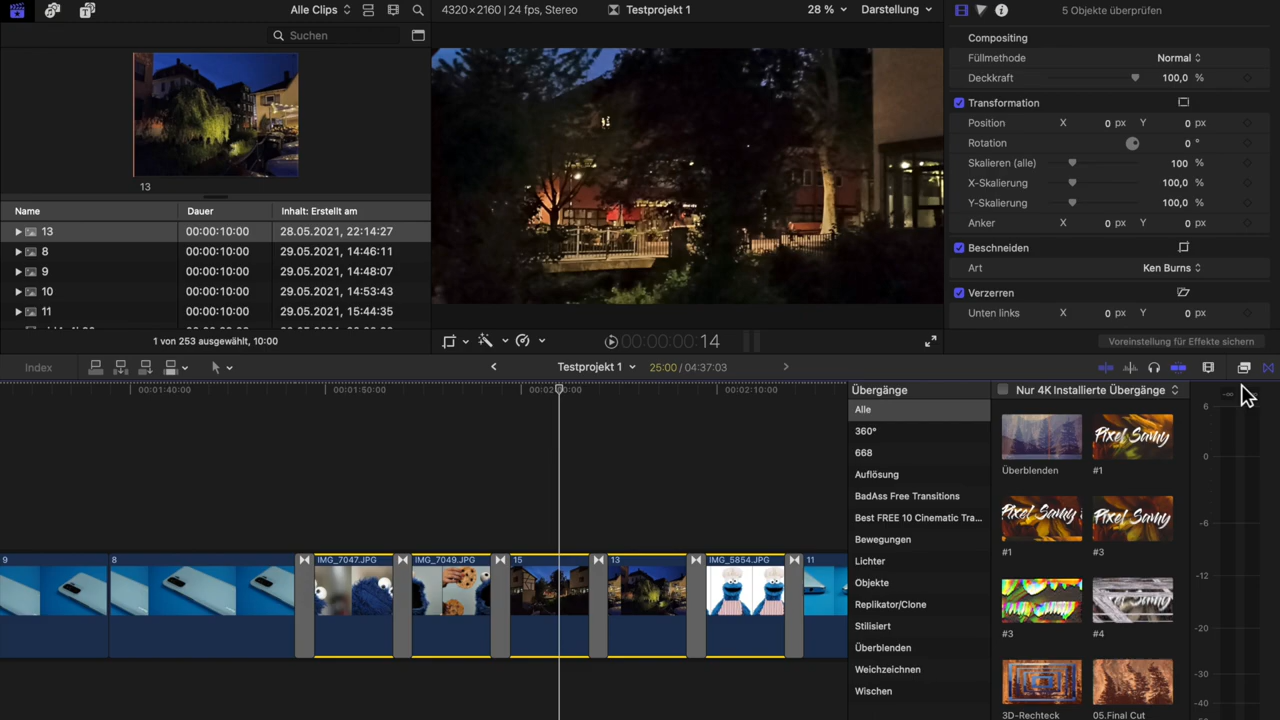 All Clips
4320×2160 | 24 fps, Stereo
Testprojekt 1
28 %
Darstellung
5 Objekte überprüfen
Suchen
13
Name Dauer Inhalt: Erstellt am
13 00:00:10:00 28.05.2021, 22:14:27
8 00:00:10:00 29.05.2021, 14:46:11
9 00:00:10:00 29.05.2021, 14:48:07
10 00:00:10:00 29.05.2021, 14:53:43
11 00:00:10:00 29.05.2021, 15:44:35
1 von 253 ausgewählt, 10:00
00:00:00:00:14
Compositing
Füllmethode Normal
Deckkraft 100,0 %
Transformation
Position X 0 px Y 0 px
Rotation 0 °
Skalieren (alle) 100
X-Skalierung 100,0 %
Y-Skalierung 100,0 %
Anker X 0 px Y 0 px
Beschneiden
Art Ken Burns
Verzerren
Unten links X 0 px Y 0 px
Voreinstellung für Effekte sichern
Index
Testprojekt 1
25:00 / 04:37:03
00:01:40:00
00:01:50:00
00:02:10:00
9
8
IMG_7047.JPG
IMG_7049.JPG
15
13
IMG_5854.JPG
11
Übergänge
Alle
360°
668
Auflösung
BadAss Free Transitions
Best FREE 10 Cinematic Tra...
Bewegungen
Lichter
Objekte
Replikator/Clone
Stilisiert
Überblenden
Weichzeichnen
Wischen
Nur 4K Installierte Übergänge
Pixel Samy
Überblenden #1
Pixel Samy Pixel Samy
#1 #3
#3 #4
3D-Rechteck 05.Final Cut
6
0
-6
-12
-20
-30
-40